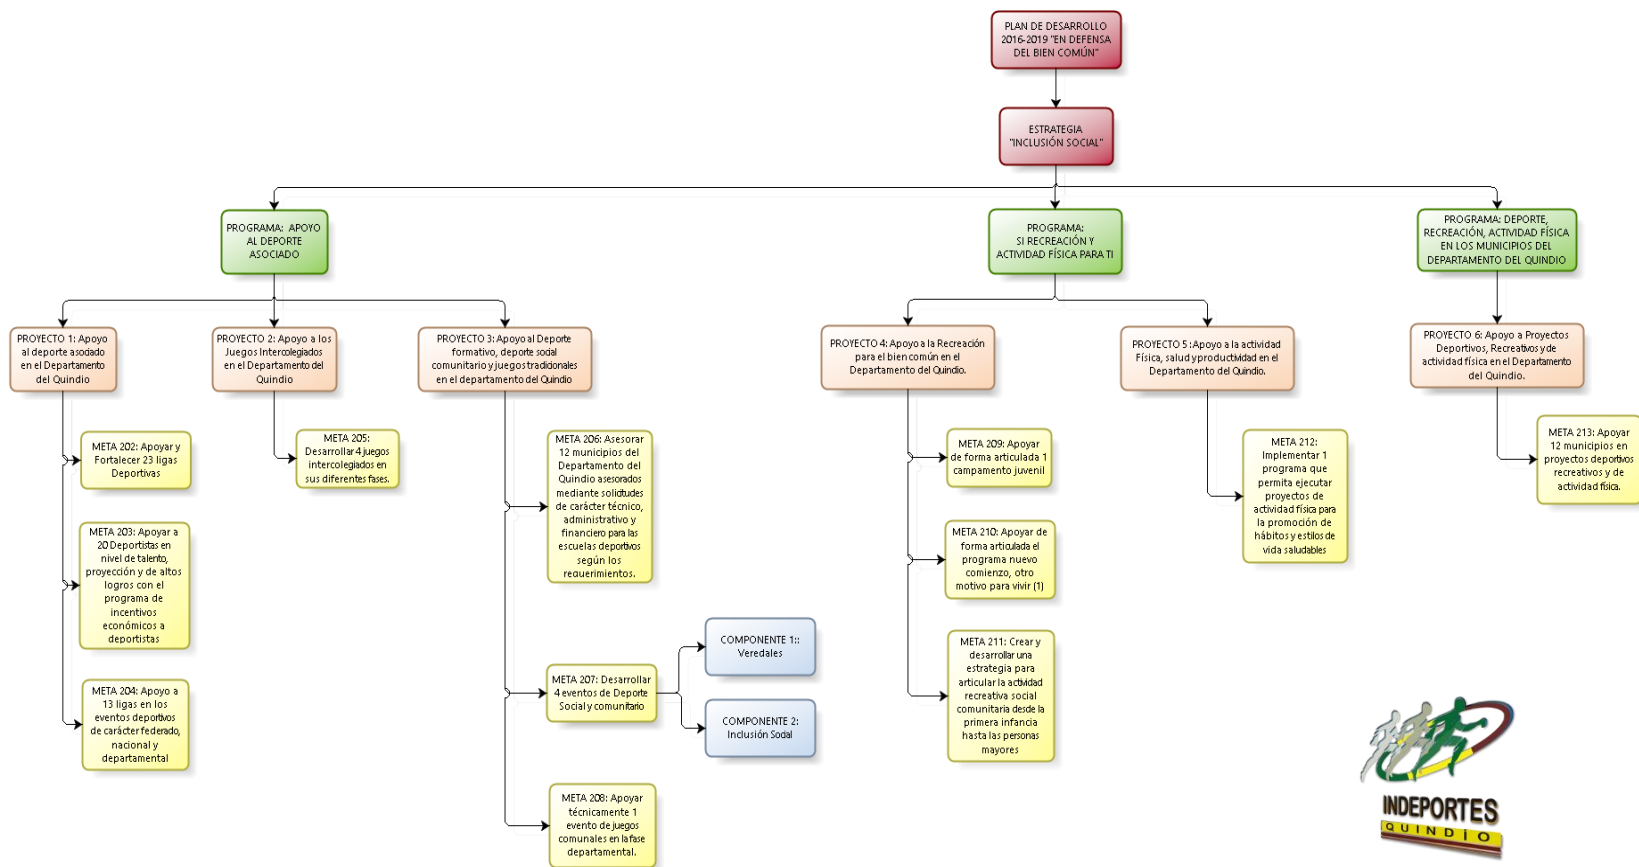 PLAN DE DESARROLLO
2016-2019 "EN DEFENSA
DEL BIEN COMÚN"
ESTRATEGIA
"INCLUSIÓN SOCIAL"
PROGRAMA: APOYO
AL DEPORTE
ASOCIADO
PROGRAMA:
SI RECREACIÓN Y
ACTIVIDAD FÍSICA PARA TI
PROGRAMA: DEPORTE,
RECREACIÓN, ACTIVIDAD FÍSICA
EN LOS MUNICIPIOS DEL
DEPARTAMENTO DEL QUINDIO
PROYECTO 1: Apoyo
al deporte asociado
en el Departamento
del Quindio
PROYECTO 2: Apoyo a los
Juegos Intercolegiados
en el Departamento del
Quindio
PROYECTO 3: Apoyo al Deporte
formativo, deporte social
comunitario y juegos tradicionales
en el departamento del Quindio
PROYECTO 4: Apoyo a la Recreación
para el bien común en el
Departamento del Quindio.
PROYECTO 5: Apoyo a la actividad
Física, salud y productividad en el
Departamento del Quindio.
PROYECTO 6: Apoyo a Proyectos
Deportivos, Recreativos y de
actividad física en el Departamento
del Quindio.
META 202: Apoyar y
Fortalecer 23 ligas
Deportivas
META 203: Apoyar a
20 Deportistas en
nivel de talento,
proyección y de altos
logros con el
programa de
incentivos
económicos a
deportistas
META 204: Apoyo a
13 ligas en los
eventos deportivos
de carácter federado,
nacional y
departamental
META 205:
Desarrollar 4 juegos
intercolegiados en
sus diferentes fases.
META 206: Asesorar
12 municipios del
Departamento del
Quindio asesorados
mediante solicitudes
de carácter técnico,
administrativo y
financiero para las
escuelas deportivos
según los
requerimientos.
META 207: Desarrollar
4 eventos de Deporte
Social y comunitario
COMPONENTE 1::
Veredales
COMPONENTE 2:
Inclusión Social
META 208: Apoyar
técnicamente 1
evento de juegos
comunales en la fase
departamental.
META 209: Apoyar
de forma articulada 1
campamento juvenil
META 210: Apoyar de
forma articulada el
programa nuevo
comienzo, otro
motivo para vivir (1)
META 211: Crear y
desarrollar una
estrategia para
articular la actividad
recreativa social
comunitaria desde la
primera infancia
hasta las personas
mayores
META 212:
Implementar 1
programa que
permita ejecutar
proyectos de
actividad física para
la promoción de
hábitos y estilos de
vida saludables
META 213: Apoyar
12 municipios en
proyectos deportivos
recreativos y de
actividad física.
INDEPORTES
QUINDÍO